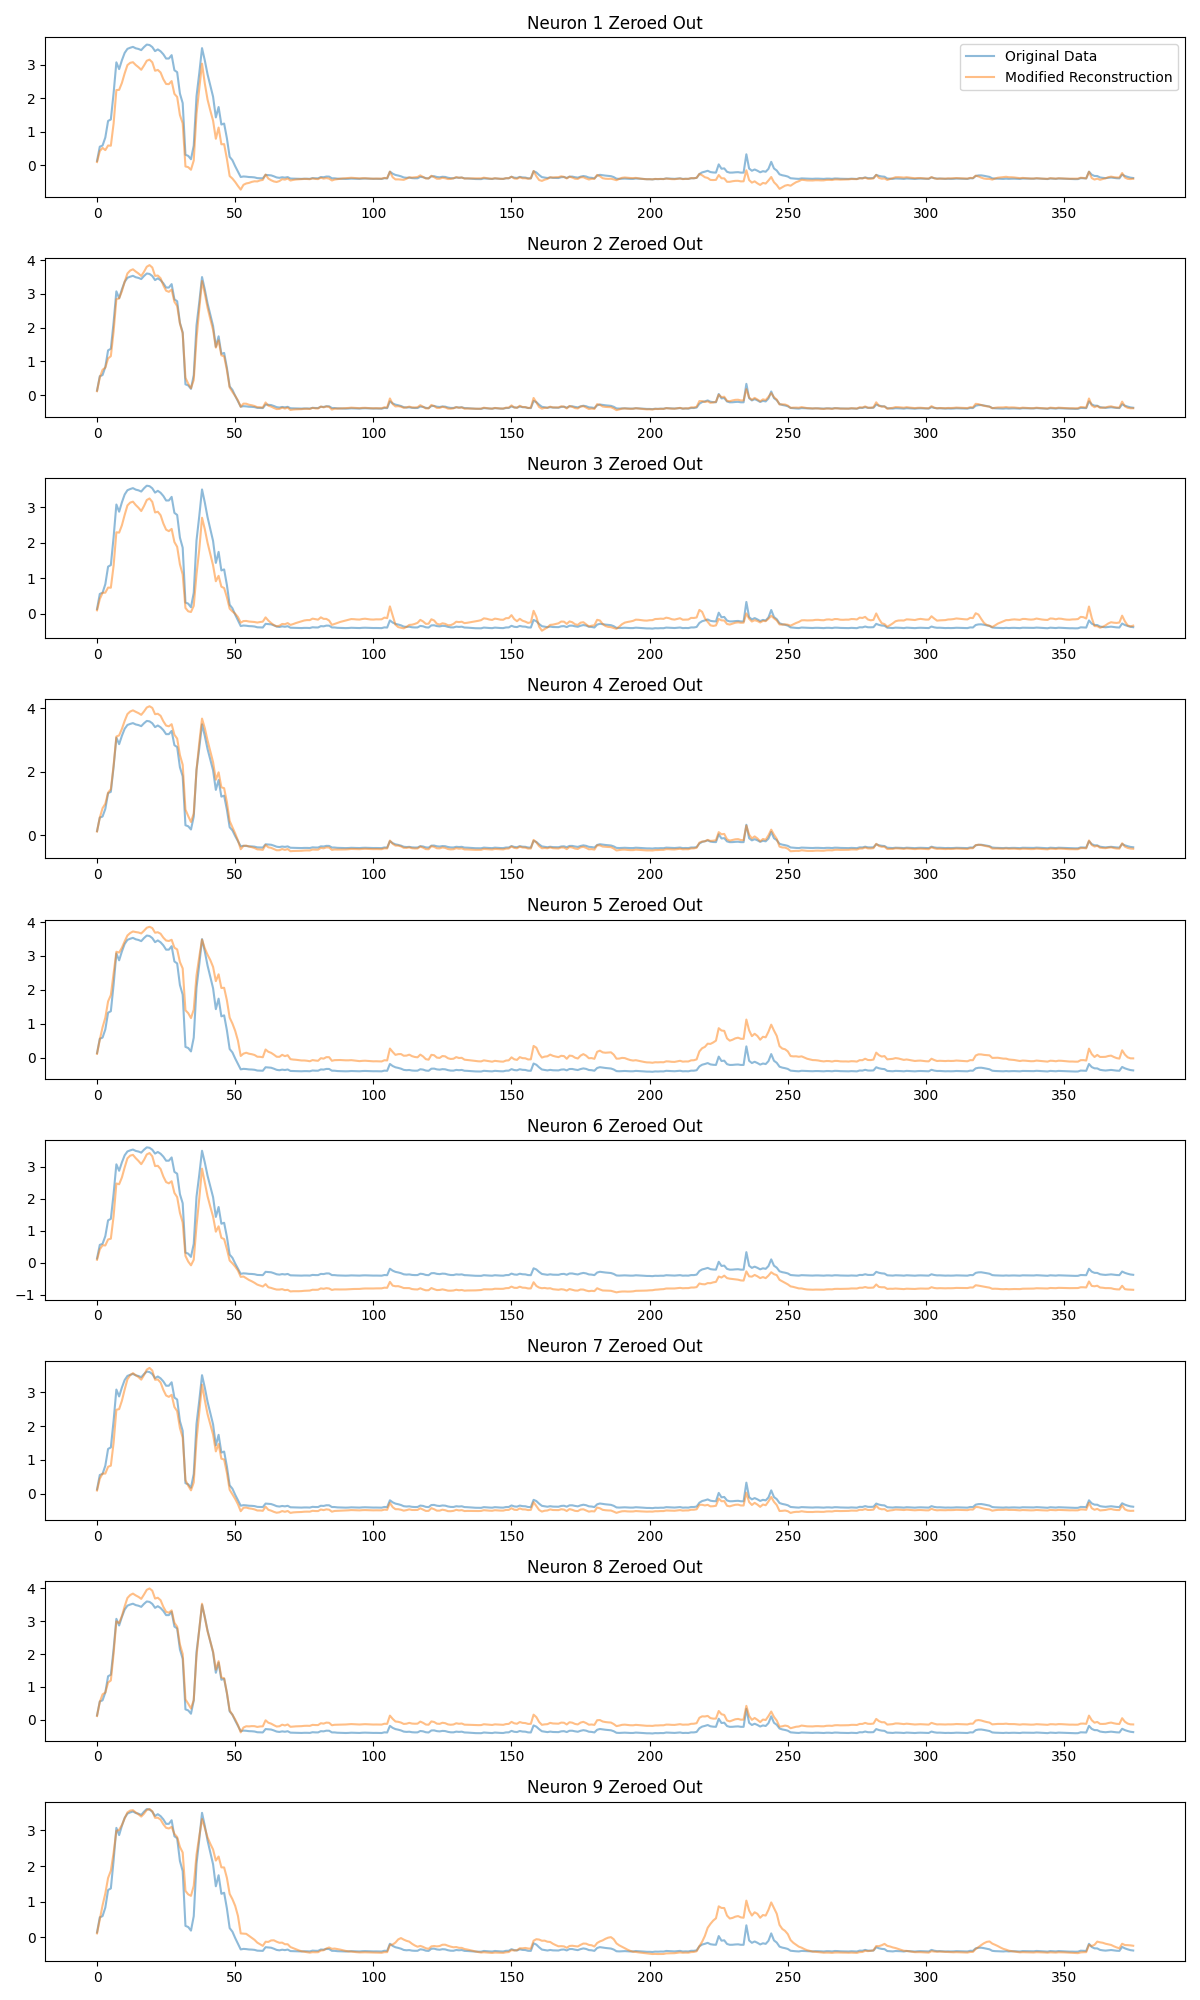 Neuron 1 Zeroed Out
Original Data
Modified Reconstruction
3
2
1
0
0 50 100 150 200 250 300 350
Neuron 2 Zeroed Out
4
3
2
1
0
0 50 100 150 200 250 300 350
Neuron 3 Zeroed Out
3
2
1
0
0 50 100 150 200 250 300 350
Neuron 4 Zeroed Out
4
2
0
0 50 100 150 200 250 300 350
Neuron 5 Zeroed Out
4
3
2
1
0
0 50 100 150 200 250 300 350
Neuron 6 Zeroed Out
3
2
1
0
−1
0 50 100 150 200 250 300 350
Neuron 7 Zeroed Out
3
2
1
0
0 50 100 150 200 250 300 350
Neuron 8 Zeroed Out
4
3
2
1
0
0 50 100 150 200 250 300 350
Neuron 9 Zeroed Out
3
2
1
0
0 50 100 150 200 250 300 350